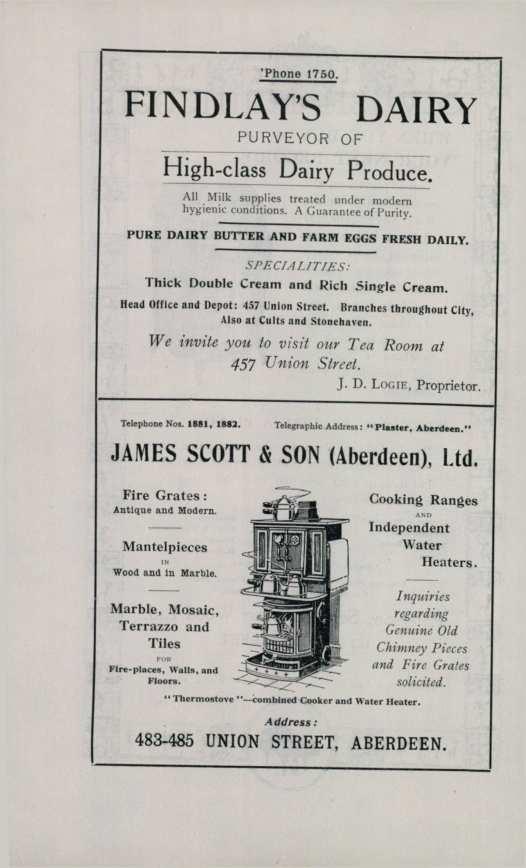 'Phone 1750.
FINDLAY'S DAIRY
PURVEYOR OF
High-class Dairy Produce.
All Milk supplies treated under modern
hygienic conditions. A Guarantee of Purity.
PURE DAIRY BUTTER AND FARM EGGS FRESH DAILY.
SPECIALITIES:
Thick Double Cream and Rich Single Cream.
Head Office and Depot: 457 Union Street. Branches throughout City,
Also at Cults and Stonehaven.
We invite you to visit our Tea Room at
457 Union Street.
J. D. LOGIE, Proprietor.
Telephone Nos. 1881, 1882. Telegraphic Address: "Plaster, Aberdeen."
JAMES SCOTT & SON (Aberdeen), Ltd.
Fire Grates:
Antique and Modern.
Mantelpieces
IN
Wood and in Marble.
Marble, Mosaic,
Terrazzo and
Tiles
FOR
Fire-places, Walls, and
Floors.
Cooking Ranges
AND
Independent
Water
Heaters.
Inquiries
regarding
Genuine Old
Chimney Pieces
and Fire Grates
solicited.
"Thermostove"—combined Cooker and Water Heater.
Address:
483-485 UNION STREET, ABERDEEN.